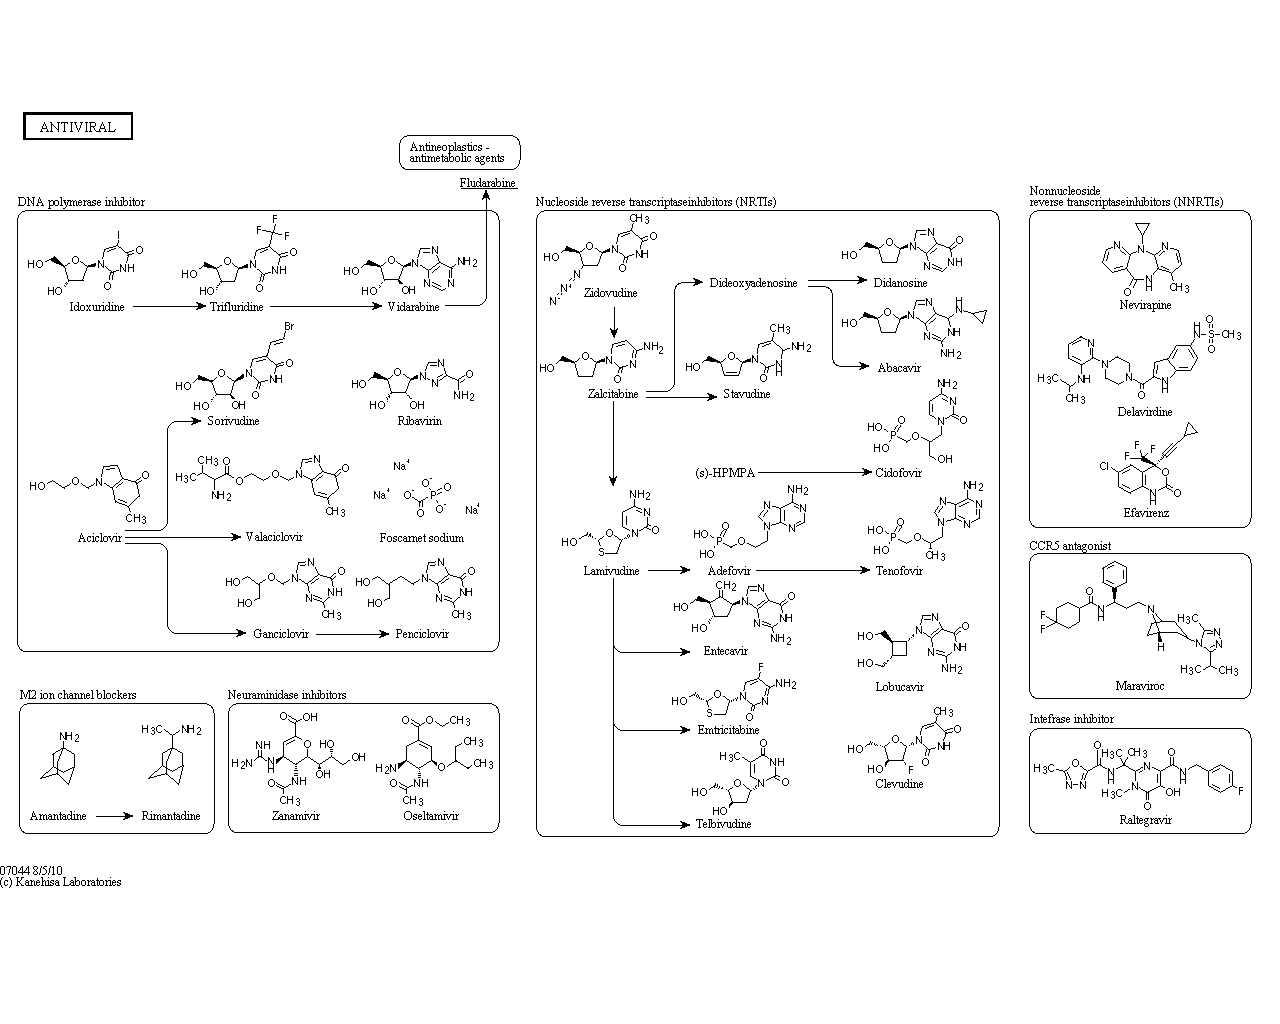 ANTIVIRAL
Antineoplastics -
antimetabolic agents
Fludarabine
DNA polymerase inhibitor
Idoxuridine
Trifluridine
Vidarabine
Sorivudine
Ribavirin
Aciclovir
Valaciclovir
Foscarnet sodium
Ganciclovir
Penciclovir
M2 ion channel blockers
Amantadine
Rimantadine
Neuraminidase inhibitors
Zanamivir
Oseltamivir
Nucleoside reverse transcriptaseinhibitors (NRTIs)
Zidovudine
Dideoxyadenosine
Didanosine
Abacavir
Zalcitabine
Stavudine
(s)-HPMPA
Cidofovir
Lamivudine
Adefovir
Tenofovir
Entecavir
Lobucavir
Emtricitabine
Clevudine
Telbivudine
Nonnucleoside
reverse transcriptaseinhibitors (NNRTIs)
Nevirapine
Delavirdine
Efavirenz
CCR5 antagonist
Maraviroc
Intefrase inhibitor
Raltegravir
07044 8/5/10
(c) Kanehisa Laboratories